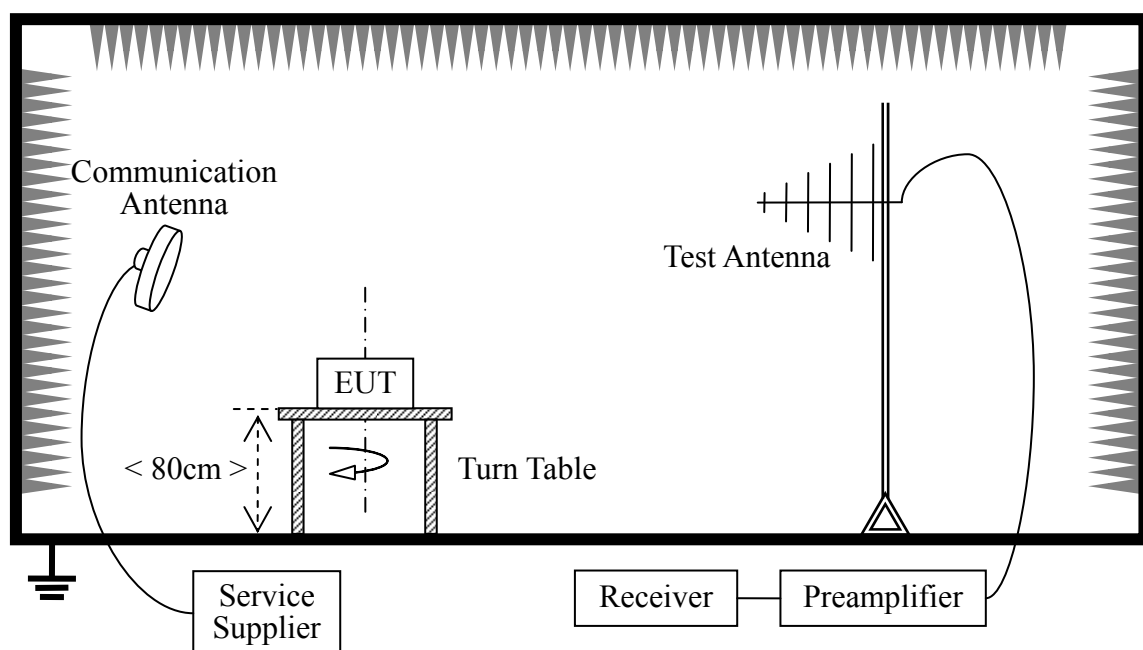 Communication
Antenna
Test Antenna
EUT
< 80cm >
Turn Table
Service
Supplier
Receiver
Preamplifier